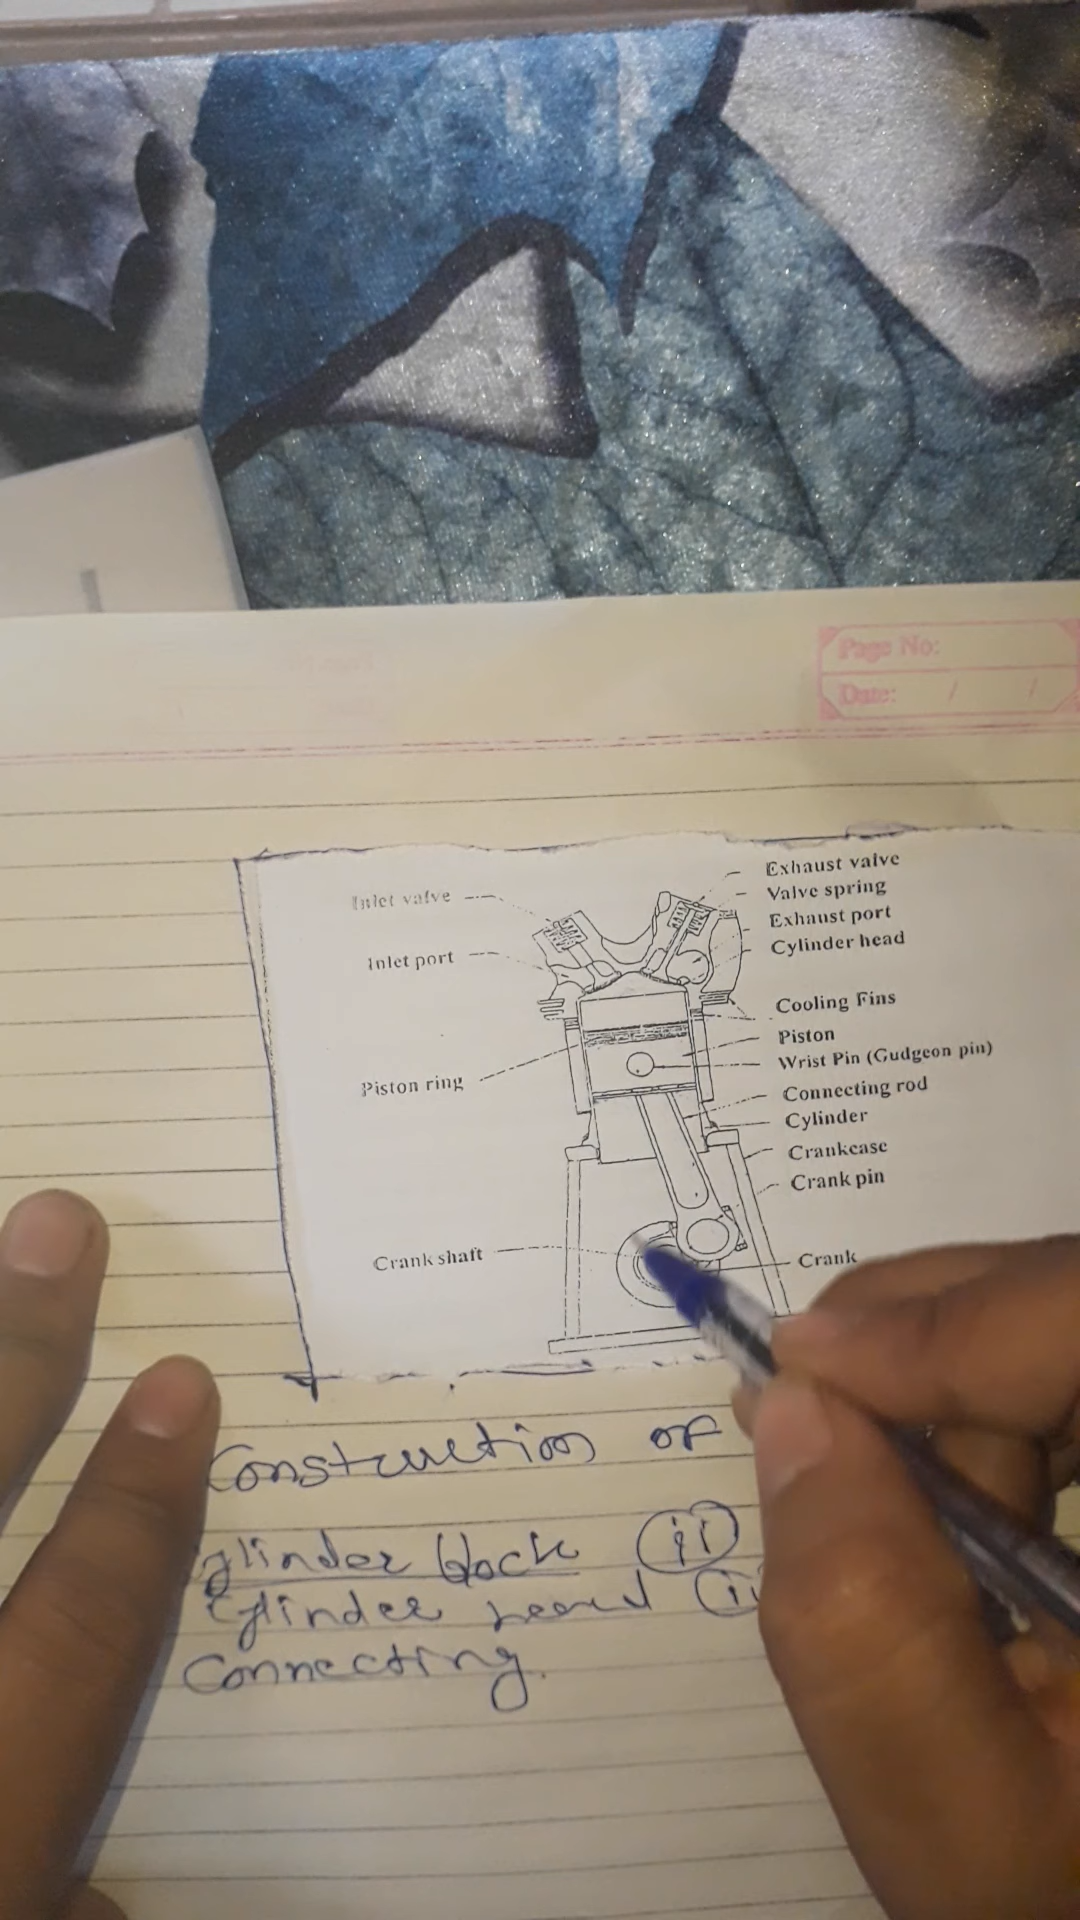 Page No:
Date: / /
Inlet valve
Inlet port
Piston ring
Crank shaft
Exhaust valve
Valve spring
Exhaust port
Cylinder head
Cooling Fins
Piston
Wrist Pin (Gudgeon pin)
Connecting rod
Cylinder
Crankcase
Crank pin
Crank
Construction of
ylinder block (ii)
Cylinder head
Connecting.